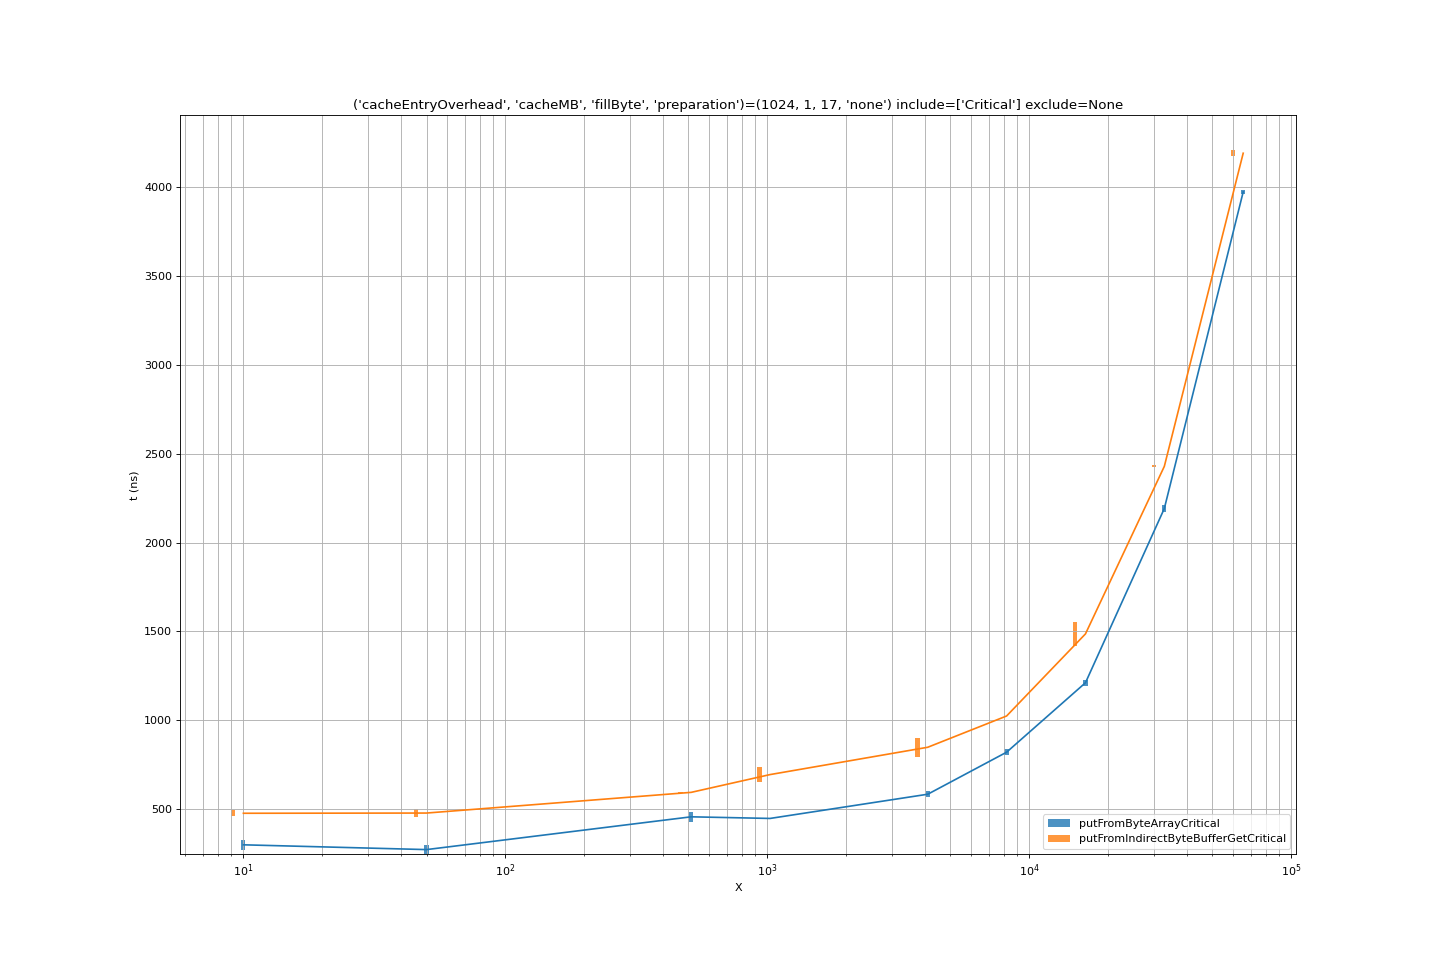 ('cacheEntryOverhead', 'cacheMB', 'fillByte', 'preparation')=(1024, 1, 17, 'none') include=['Critical'] exclude=None
4000
3500
3000
2500
2000
1500
1000
500
t (ns)
10¹
10²
10³
10⁴
10⁵
X
putFromByteArrayCritical
putFromIndirectByteBufferGetCritical